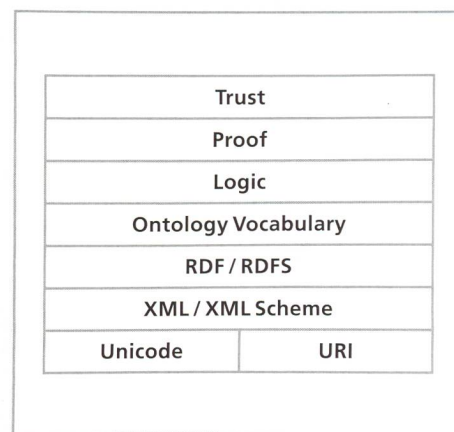 Trust
Proof
Logic
Ontology Vocabulary
RDF / RDFS
XML / XML Scheme
Unicode URI